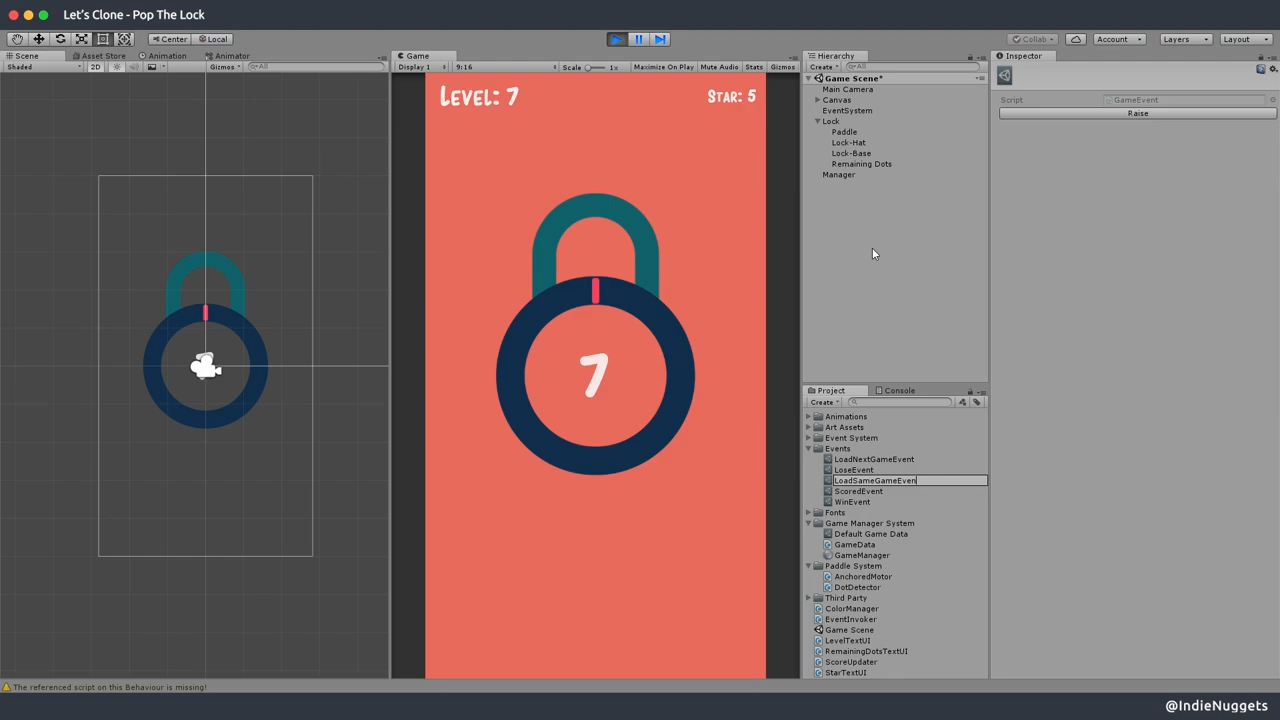 Let's Clone - Pop The Lock
Center
Local
Collab
Account
Layers
Layout
Scene
Asset Store
Animation
Animator
Game
Hierarchy
Inspector
Shaded
2D
Gizmos
All
Display 1
9:16
Scale
1x
Maximize On Play
Mute Audio
Stats
Gizmos
Create
All
Game Scene*
Main Camera
Canvas
EventSystem
Lock
Paddle
Lock-Hat
Lock-Base
Remaining Dots
Manager
Script
GameEvent
Raise
Level: 7
Star: 5
7
Project
Console
Create
Animations
Art Assets
Event System
Events
LoadNextGameEvent
LoseEvent
LoadSameGameEven
ScoredEvent
WinEvent
Fonts
Game Manager System
Default Game Data
GameData
GameManager
Paddle System
AnchoredMotor
DotDetector
Third Party
ColorManager
EventInvoker
Game Scene
LevelTextUI
RemainingDotsTextUI
ScoreUpdater
StarTextUI
The referenced script on this Behaviour is missing!
@IndieNuggets